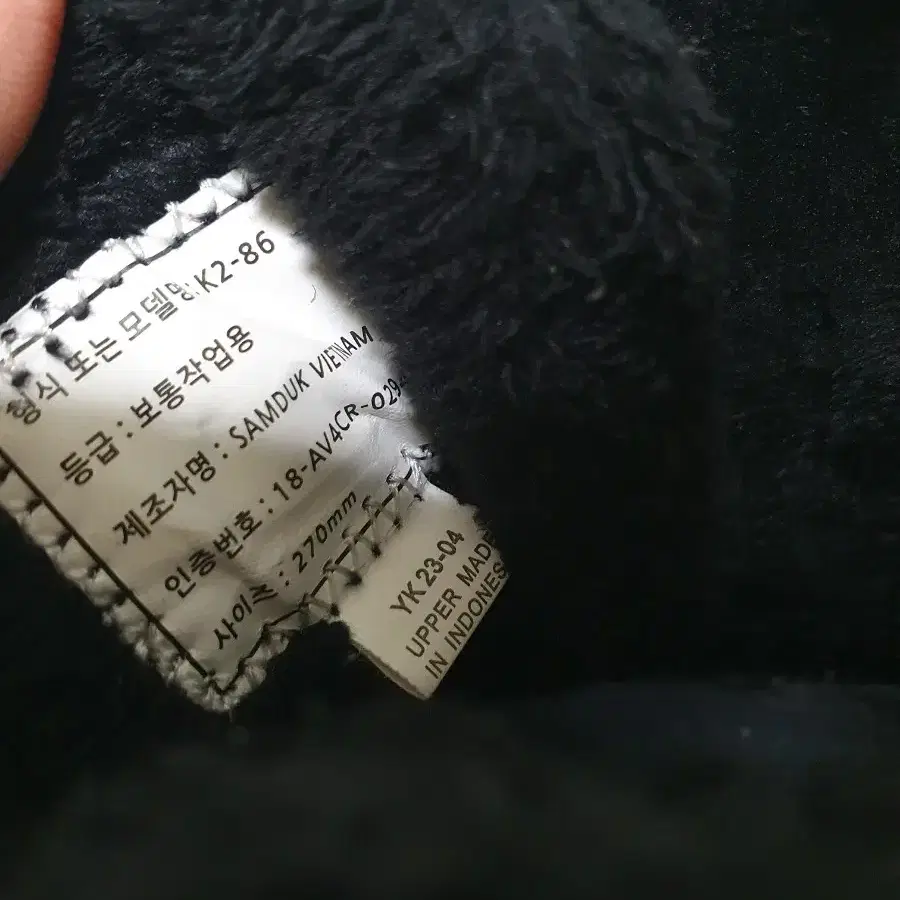 형식 또는 모델명:K2-86
등급 : 보통작업용
제조자명 : SAMDUK VIETNAM
인증번호 : 18-AV4CR-029
사이즈 : 270mm
YK23-04
UPPER MADE
IN INDONES